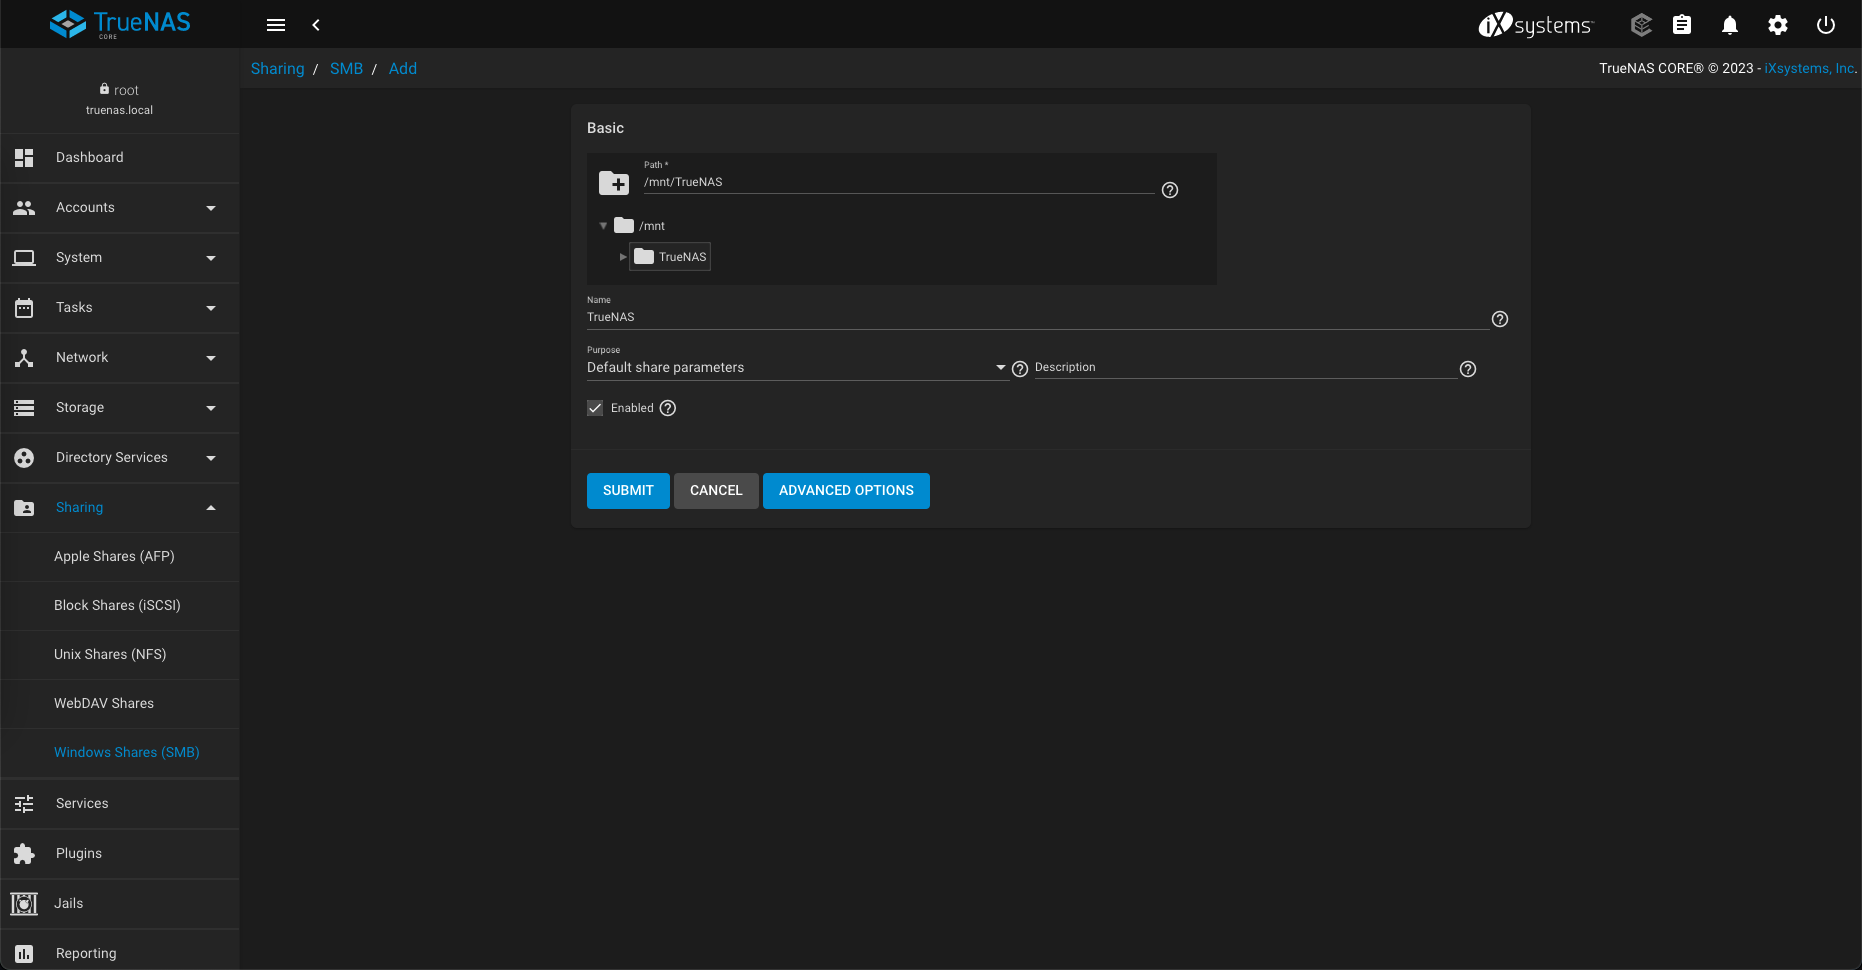 TrueNAS
CORE
iXsystems
Sharing / SMB / Add
TrueNAS CORE® © 2023 - iXsystems, Inc.
root
truenas.local
Dashboard
Accounts
System
Tasks
Network
Storage
Directory Services
Sharing
Apple Shares (AFP)
Block Shares (iSCSI)
Unix Shares (NFS)
WebDAV Shares
Windows Shares (SMB)
Services
Plugins
Jails
Reporting
Basic
Path *
/mnt/TrueNAS
/mnt
TrueNAS
Name
TrueNAS
Purpose
Default share parameters
Description
Enabled
SUBMIT CANCEL ADVANCED OPTIONS